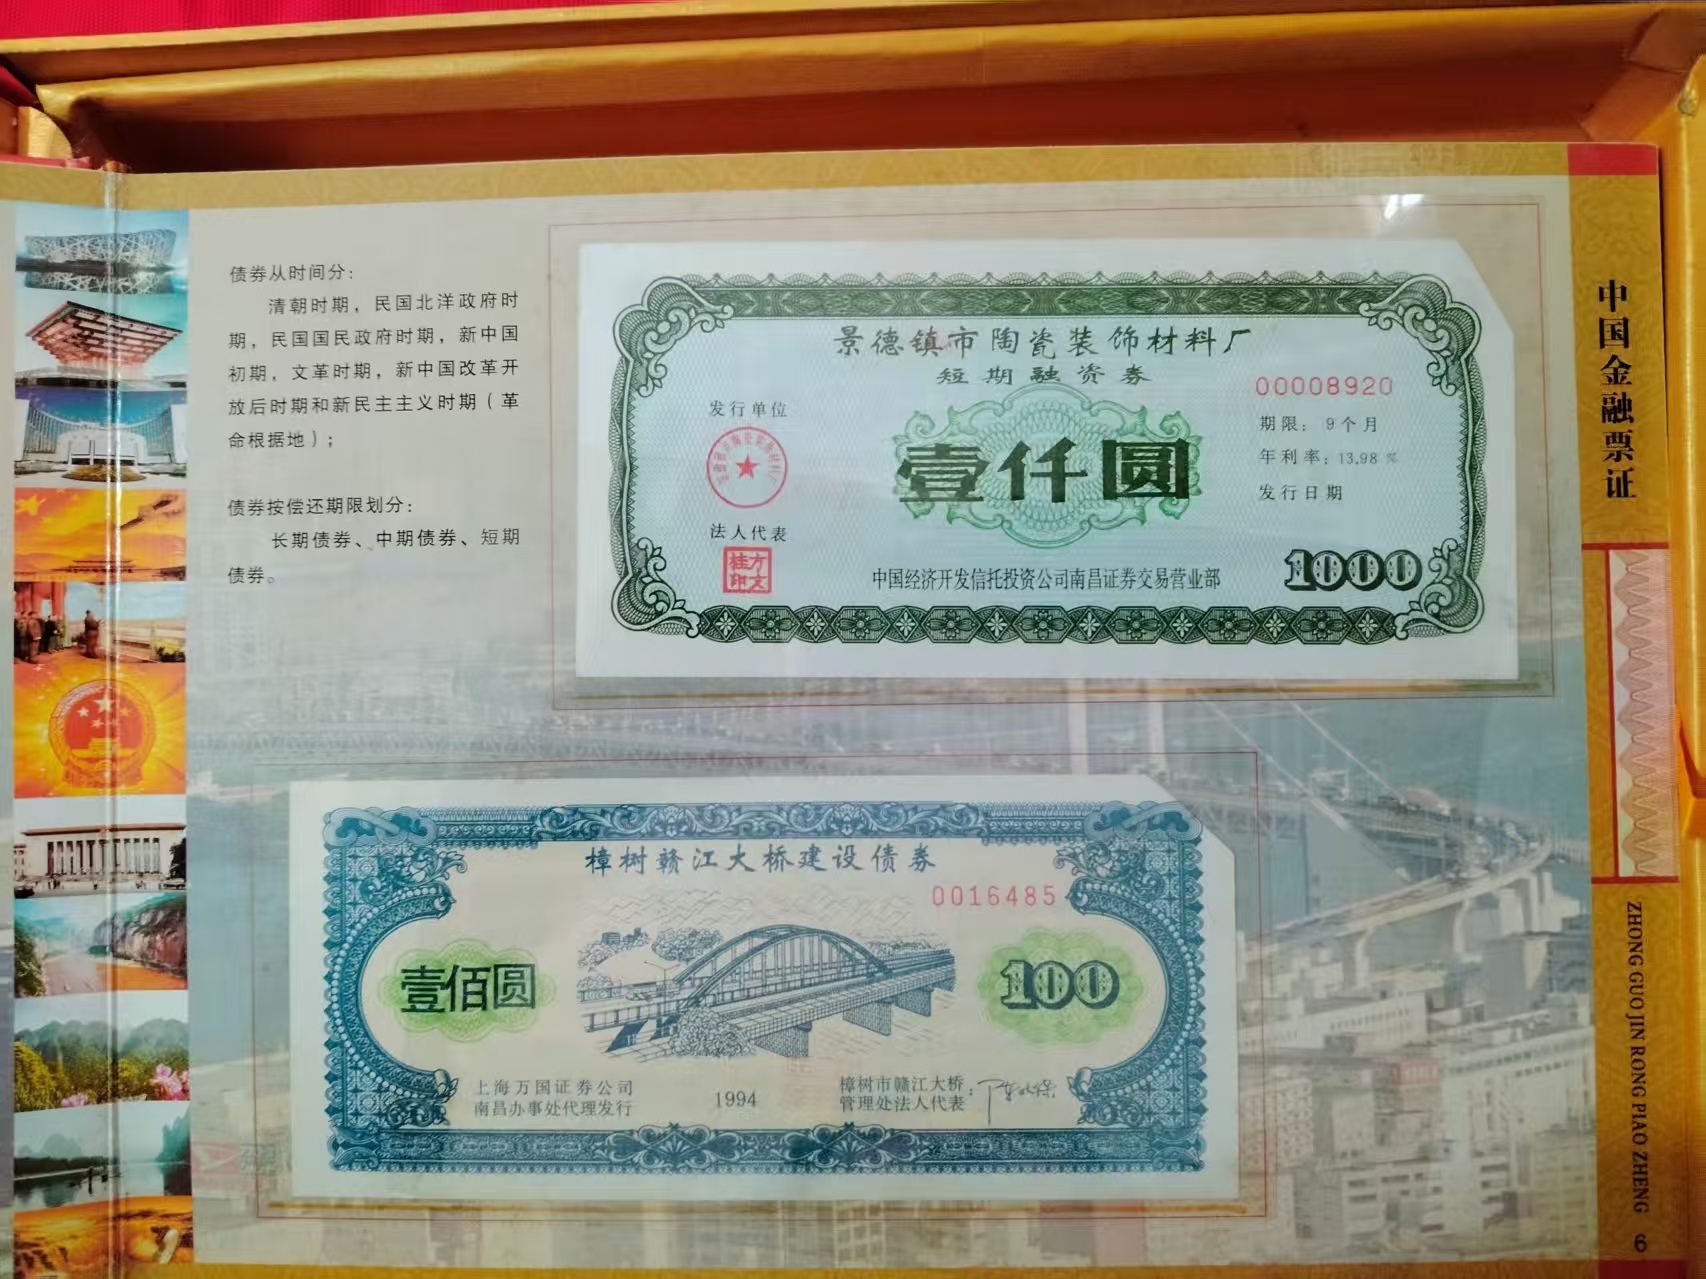 债券从时间分：
清朝时期，民国北洋政府时
期，民国国民政府时期，新中国
初期，文革时期，新中国改革开
放后时期和新民主主义时期（革
命根据地）；
债券按偿还期限划分：
长期债券、中期债券、短期
债券。
景德镇市陶瓷装饰材料厂
短期融资券
00008920
发行单位
期限：9个月
年利率：13.98%
发行日期
壹仟圆
法人代表
方文
桂印
中国经济开发信托投资公司南昌证券交易营业部
1000
樟树赣江大桥建设债券
0016485
壹佰圆
100
上海万国证券公司
南昌办事处代理发行
1994
樟树市赣江大桥
管理处法人代表：
中国金融票证
ZHONG GUO JIN RONG PIAO ZHENG
6